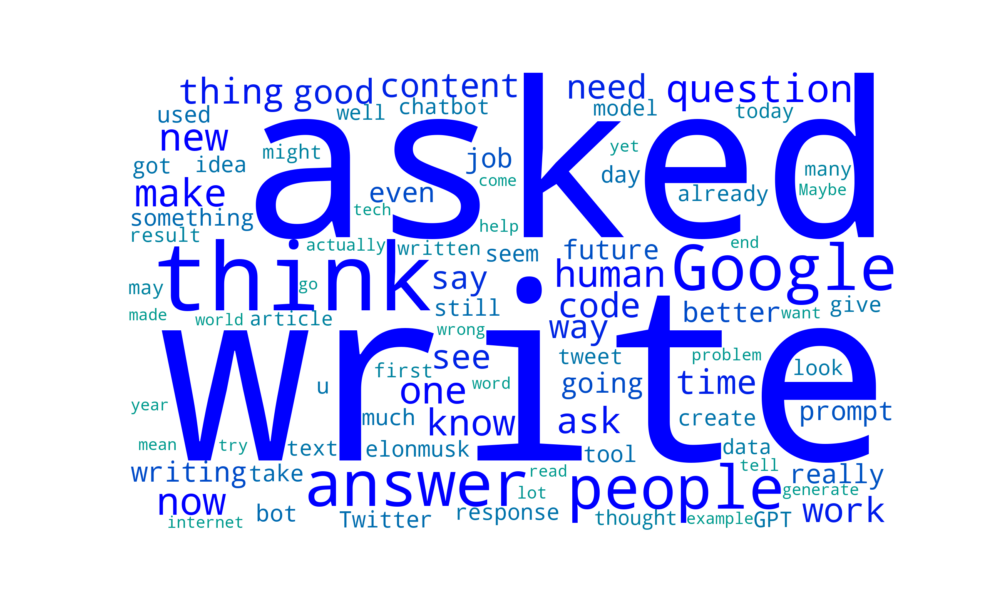 thing good content need question
used well chatbot model today
new asked
got idea might job yet day many
come Maybe
make even already
something tech help
result actually written seem future end
think say human Google
may go still code better want give
made world article wrong way
write
first see tweet problem look
u one word going time
year much know ask create prompt
mean try text elonmusk tool data
writing take answer read people tell really
now lot generate
internet bot Twitter response thought example GPT work